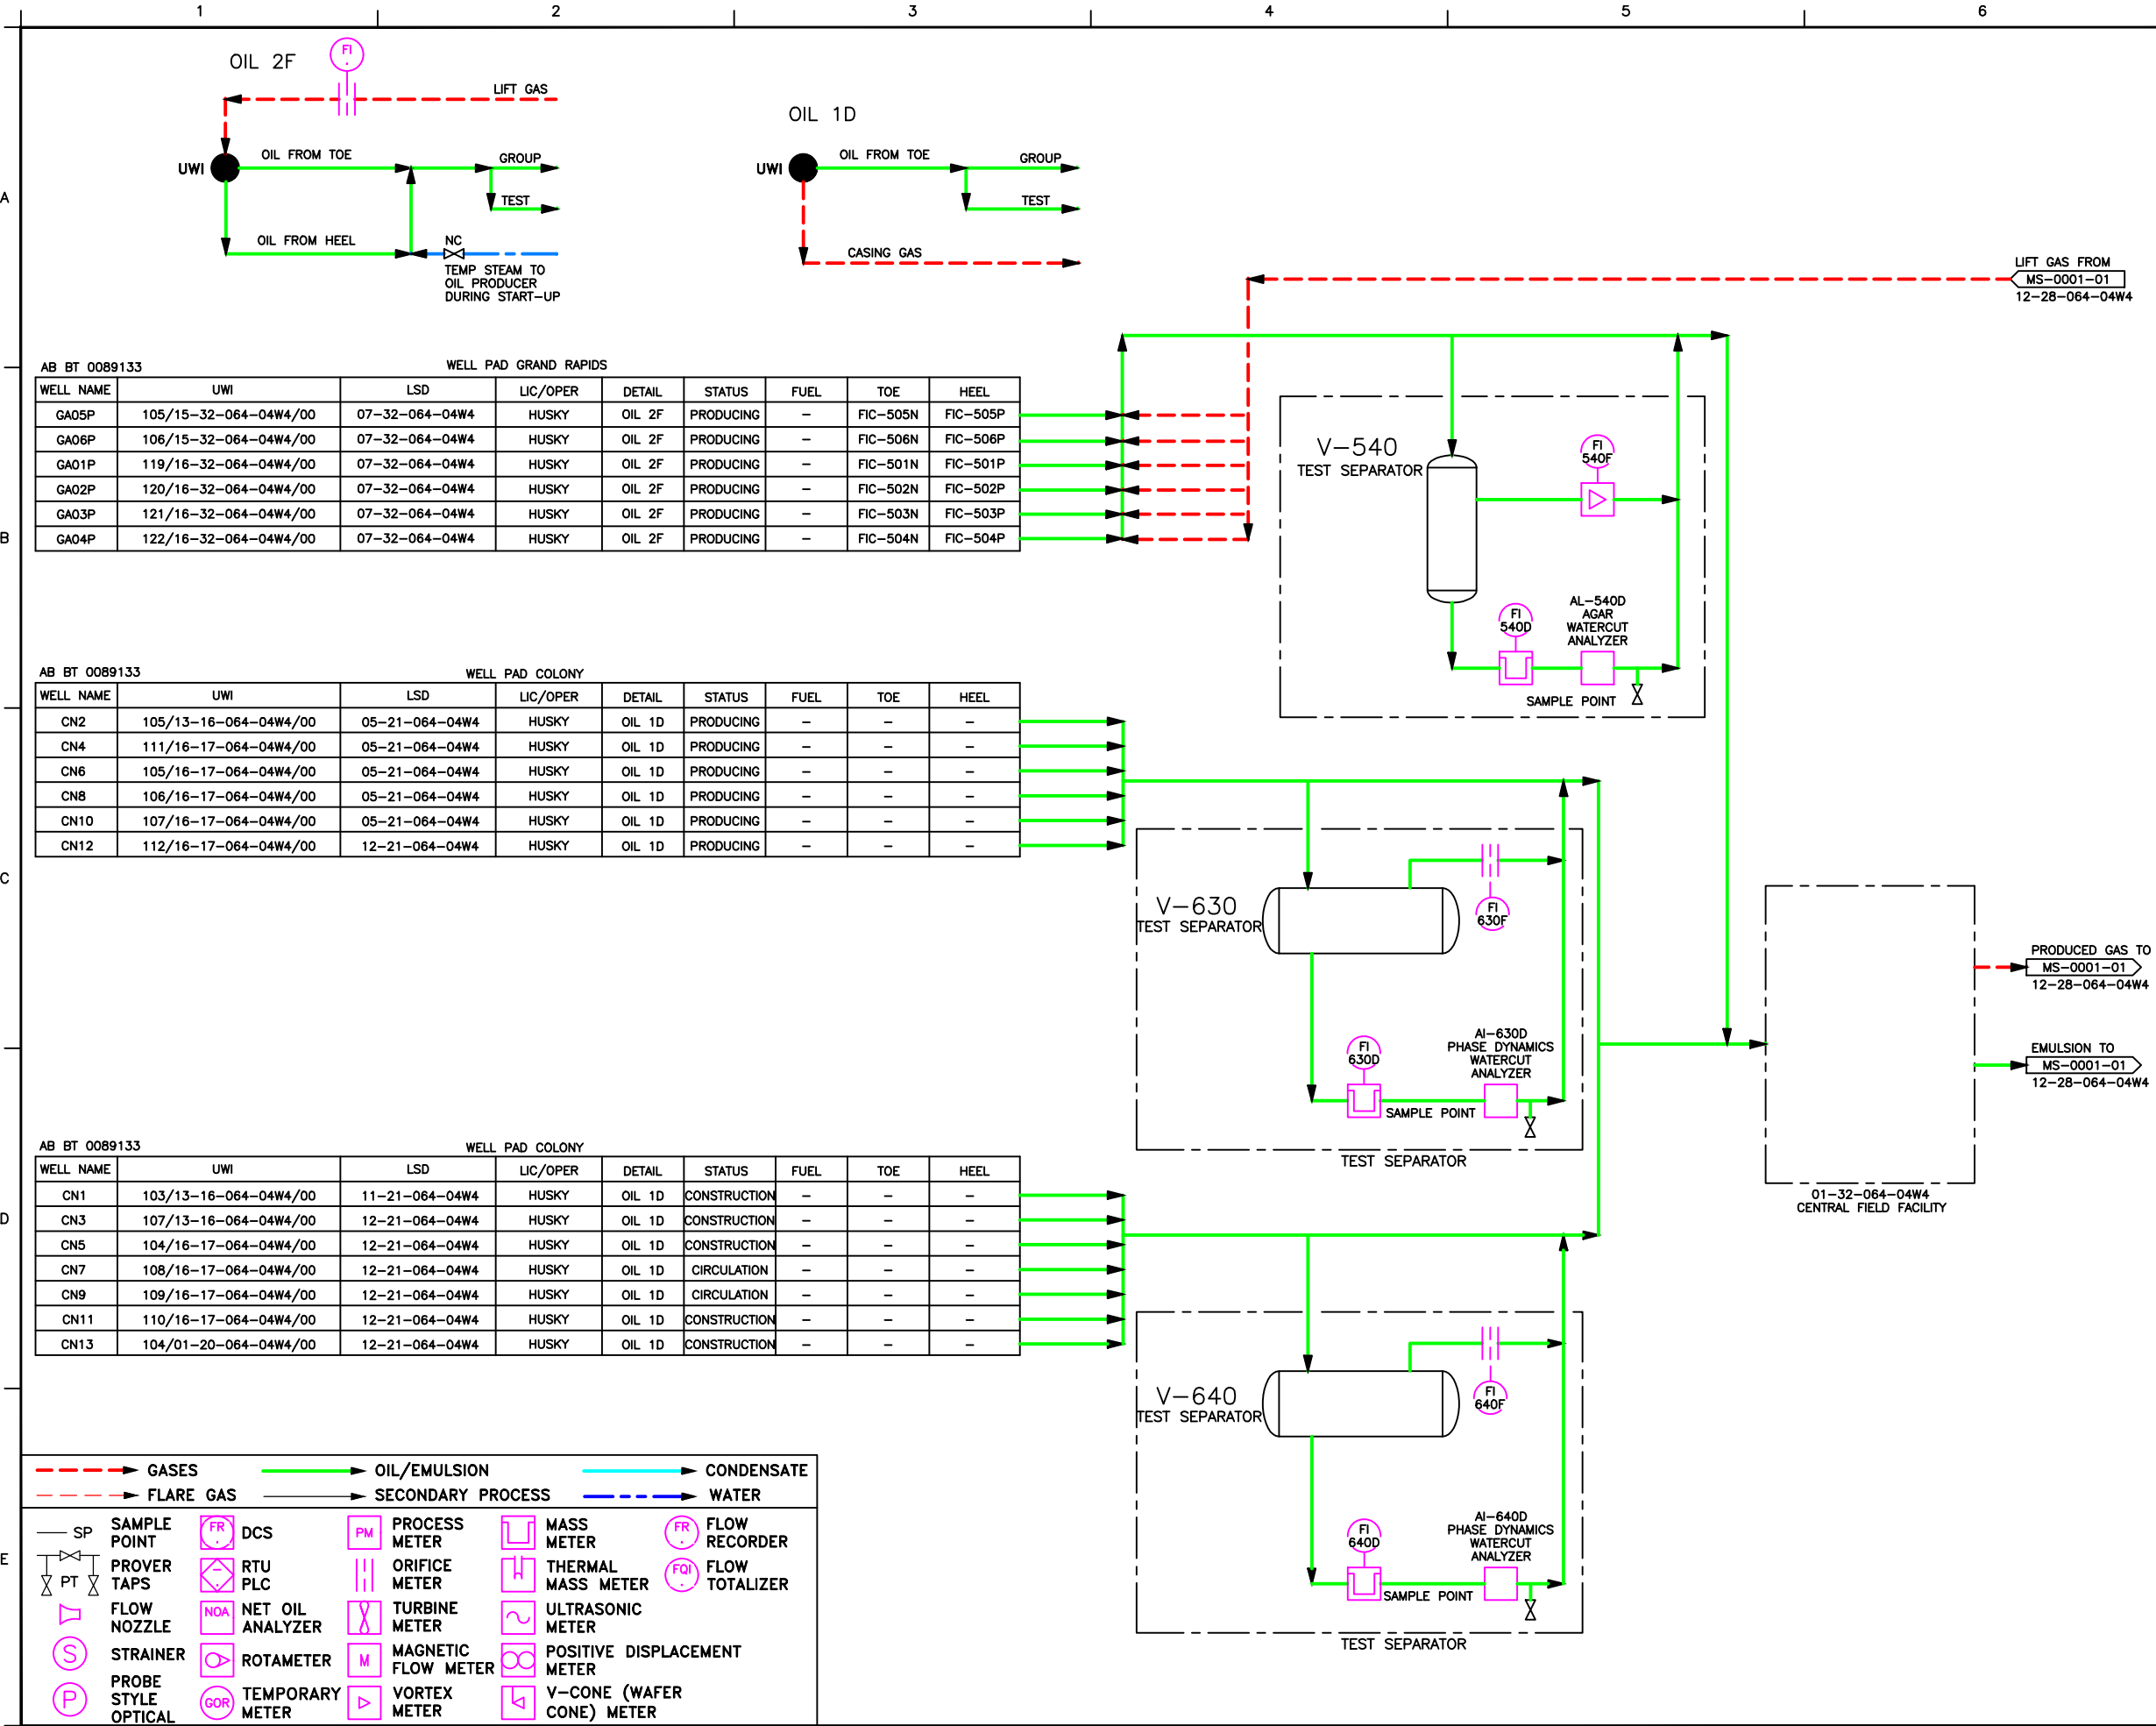 1 2 3 4 5 6
OIL 2F
FI
LIFT GAS
UWI
OIL FROM TOE
GROUP
TEST
OIL FROM HEEL
NC
TEMP STEAM TO
OIL PRODUCER
DURING START-UP
OIL 1D
UWI
OIL FROM TOE
GROUP
TEST
CASING GAS
A
LIFT GAS FROM
MS-0001-01
12-28-064-04W4
AB BT 0089133 WELL PAD GRAND RAPIDS
WELL NAME UWI LSD LIC/OPER DETAIL STATUS FUEL TOE HEEL
GA05P 105/15-32-064-04W4/00 07-32-064-04W4 HUSKY OIL 2F PRODUCING - FIC-505N FIC-505P
GA06P 106/15-32-064-04W4/00 07-32-064-04W4 HUSKY OIL 2F PRODUCING - FIC-506N FIC-506P
GA01P 119/16-32-064-04W4/00 07-32-064-04W4 HUSKY OIL 2F PRODUCING - FIC-501N FIC-501P
GA02P 120/16-32-064-04W4/00 07-32-064-04W4 HUSKY OIL 2F PRODUCING - FIC-502N FIC-502P
GA03P 121/16-32-064-04W4/00 07-32-064-04W4 HUSKY OIL 2F PRODUCING - FIC-503N FIC-503P
GA04P 122/16-32-064-04W4/00 07-32-064-04W4 HUSKY OIL 2F PRODUCING - FIC-504N FIC-504P
B
V-540
TEST SEPARATOR
FI
540F
FI
540D
AL-540D
AGAR
WATERCUT
ANALYZER
SAMPLE POINT
AB BT 0089133 WELL PAD COLONY
WELL NAME UWI LSD LIC/OPER DETAIL STATUS FUEL TOE HEEL
CN2 105/13-16-064-04W4/00 05-21-064-04W4 HUSKY OIL 1D PRODUCING - - -
CN4 111/16-17-064-04W4/00 05-21-064-04W4 HUSKY OIL 1D PRODUCING - - -
CN6 105/16-17-064-04W4/00 05-21-064-04W4 HUSKY OIL 1D PRODUCING - - -
CN8 106/16-17-064-04W4/00 05-21-064-04W4 HUSKY OIL 1D PRODUCING - - -
CN10 107/16-17-064-04W4/00 05-21-064-04W4 HUSKY OIL 1D PRODUCING - - -
CN12 112/16-17-064-04W4/00 12-21-064-04W4 HUSKY OIL 1D PRODUCING - - -
C
V-630
TEST SEPARATOR
FI
630F
FI
630D
AI-630D
PHASE DYNAMICS
WATERCUT
ANALYZER
SAMPLE POINT
TEST SEPARATOR
PRODUCED GAS TO
MS-0001-01
12-28-064-04W4
EMULSION TO
MS-0001-01
12-28-064-04W4
01-32-064-04W4
CENTRAL FIELD FACILITY
AB BT 0089133 WELL PAD COLONY
WELL NAME UWI LSD LIC/OPER DETAIL STATUS FUEL TOE HEEL
CN1 103/13-16-064-04W4/00 11-21-064-04W4 HUSKY OIL 1D CONSTRUCTION - - -
CN3 107/13-16-064-04W4/00 12-21-064-04W4 HUSKY OIL 1D CONSTRUCTION - - -
CN5 104/16-17-064-04W4/00 12-21-064-04W4 HUSKY OIL 1D CONSTRUCTION - - -
CN7 108/16-17-064-04W4/00 12-21-064-04W4 HUSKY OIL 1D CIRCULATION - - -
CN9 109/16-17-064-04W4/00 12-21-064-04W4 HUSKY OIL 1D CIRCULATION - - -
CN11 110/16-17-064-04W4/00 12-21-064-04W4 HUSKY OIL 1D CONSTRUCTION - - -
CN13 104/01-20-064-04W4/00 12-21-064-04W4 HUSKY OIL 1D CONSTRUCTION - - -
D
V-640
TEST SEPARATOR
FI
640F
FI
640D
AI-640D
PHASE DYNAMICS
WATERCUT
ANALYZER
SAMPLE POINT
TEST SEPARATOR
GASES OIL/EMULSION CONDENSATE
FLARE GAS SECONDARY PROCESS WATER
E
SP SAMPLE
POINT
FR DCS
PM PROCESS
METER
MASS
METER
FR FLOW
RECORDER
PT PROVER
TAPS
RTU
PLC
ORIFICE
METER
THERMAL
MASS METER
FQI FLOW
TOTALIZER
FLOW
NOZZLE
NOA NET OIL
ANALYZER
TURBINE
METER
ULTRASONIC
METER
S STRAINER
ROTAMETER
M MAGNETIC
FLOW METER
POSITIVE DISPLACEMENT
METER
P PROBE
STYLE
OPTICAL
GOR TEMPORARY
METER
VORTEX
METER
V-CONE (WAFER
CONE) METER